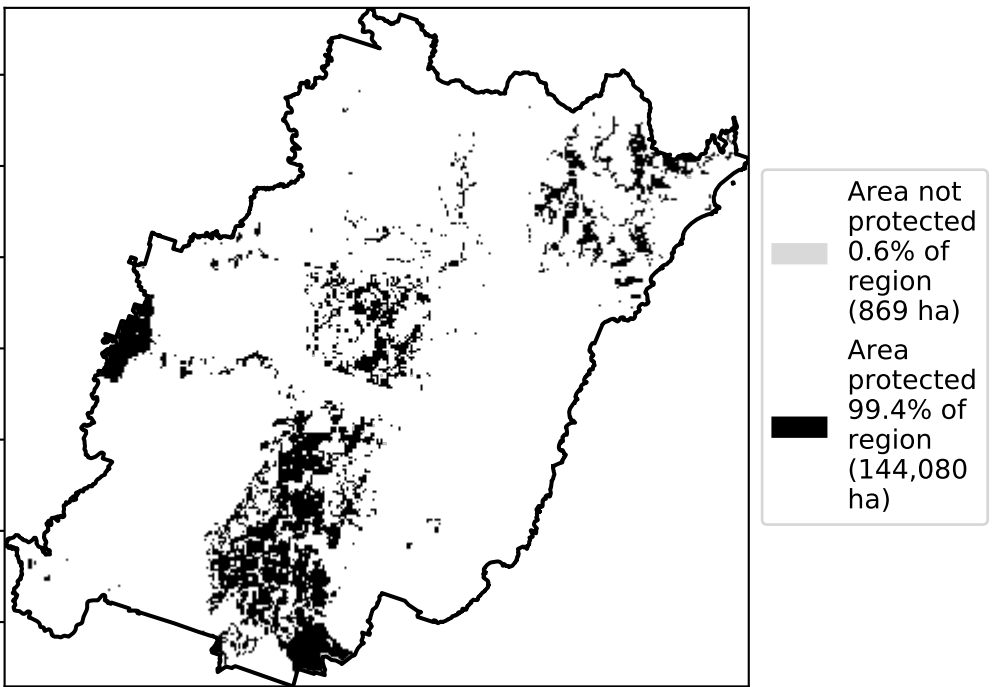 Area not
protected
0.6% of
region
(869 ha)
Area
protected
99.4% of
region
(144,080
ha)